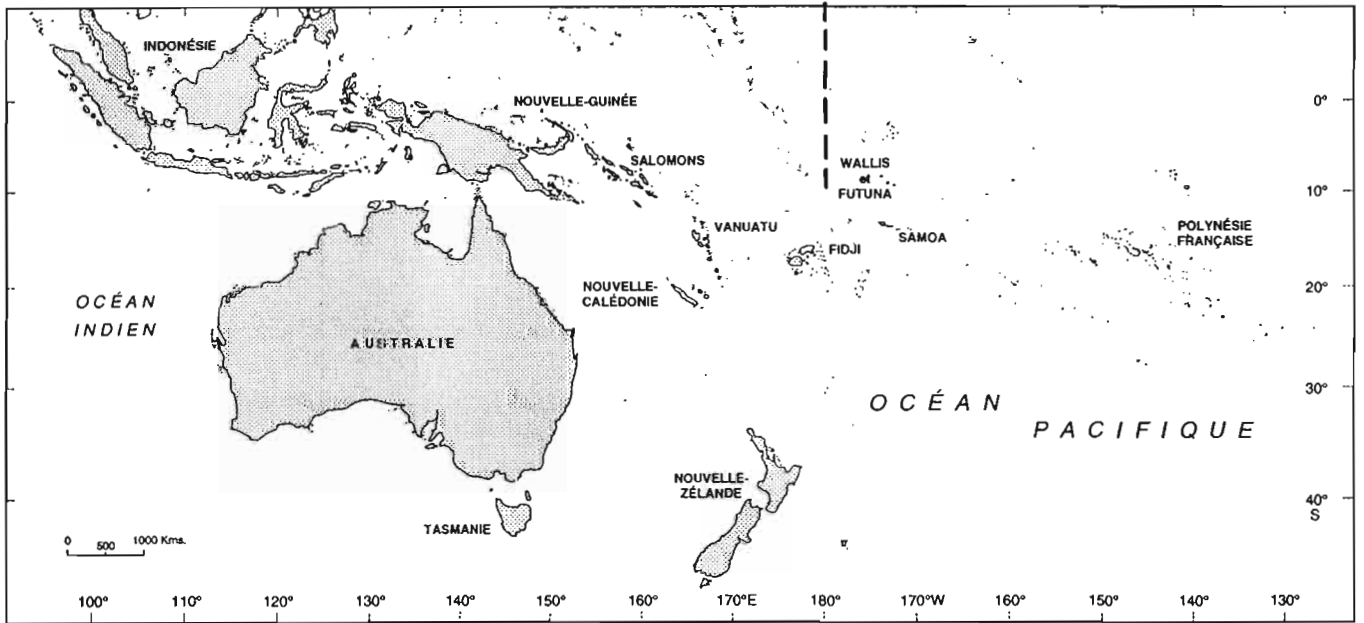 INDONÉSIE
NOUVELLE-GUINÉE
0°
SALOMONS
WALLIS
et
FUTUNA
10°
VANUATU
FIDJI
SAMOA
POLYNÉSIE
FRANÇAISE
NOUVELLE-
CALÉDONIE
20°
OCÉAN
INDIEN
AUSTRALIE
30°
OCÉAN
PACIFIQUE
NOUVELLE-
ZÉLANDE
40°
S
TASMANIE
0 500 1000 Kms.
100° 110° 120° 130° 140° 150° 160° 170°E 180° 170°W 160° 150° 140° 130°